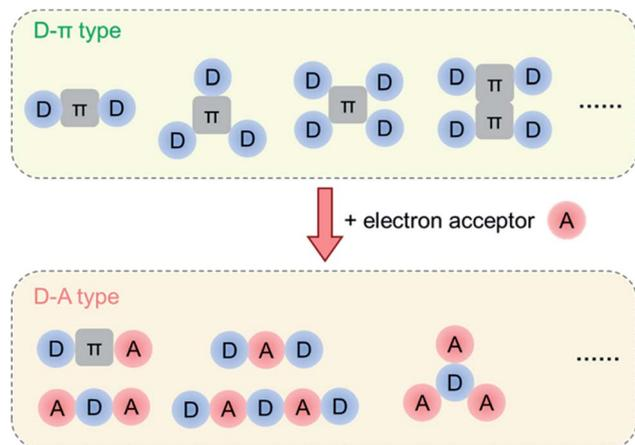 D-π type
D π D
D
π
D D
D D
π
D D
D π D
D π D
......
+ electron acceptor A
D-A type
D π A
D A D
A
D
A A
A D A
D A D A D
......